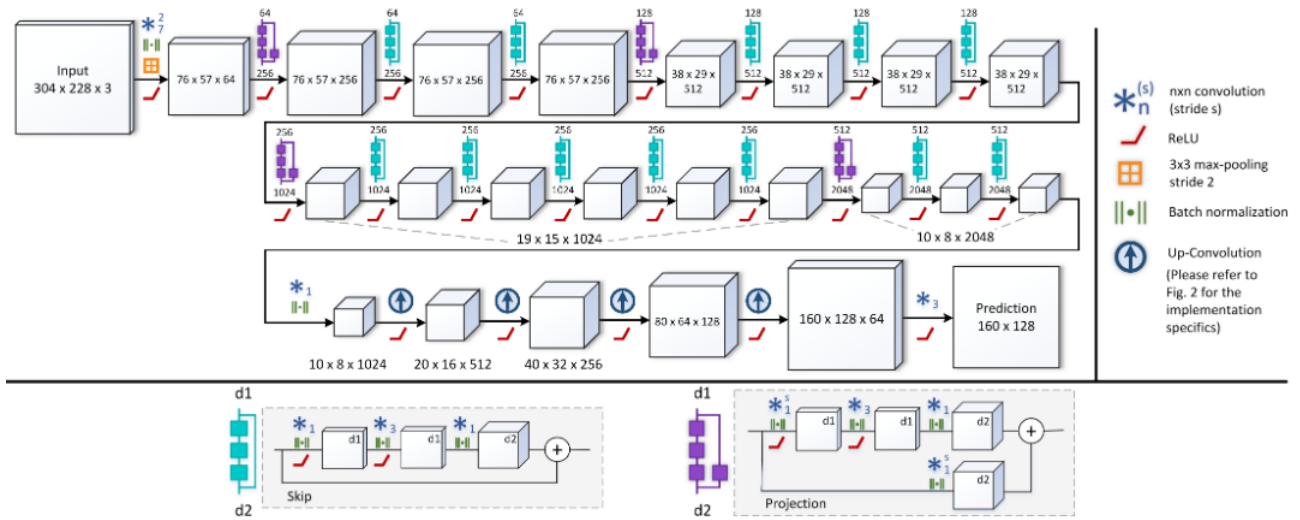 Input
304 x 228 x 3
* 2 7
76 x 57 x 64
64
256
76 x 57 x 256
64
256
76 x 57 x 256
64
256
76 x 57 x 256
128
512
38 x 29 x
512
128
512
38 x 29 x
512
128
512
38 x 29 x
512
128
512
38 x 29 x
512
256
1024
256
1024
256
1024
256
1024
256
1024
256
1024
19 x 15 x 1024
512
2048
512
2048
512
2048
10 x 8 x 2048
* 1
10 x 8 x 1024
20 x 16 x 512
40 x 32 x 256
80 x 64 x 128
160 x 128 x 64
* 3
Prediction
160 x 128
* (s) n
nxn convolution
(stride s)
ReLU
3x3 max-pooling
stride 2
Batch normalization
Up-Convolution
(Please refer to
Fig. 2 for the
implementation
specifics)
d1
d2
* 1
d1
* 3
d1
* 1
d2
+
Skip
d1
d2
* s 1
d1
* 3
d1
* 1
d2
+
* s 1
d2
Projection